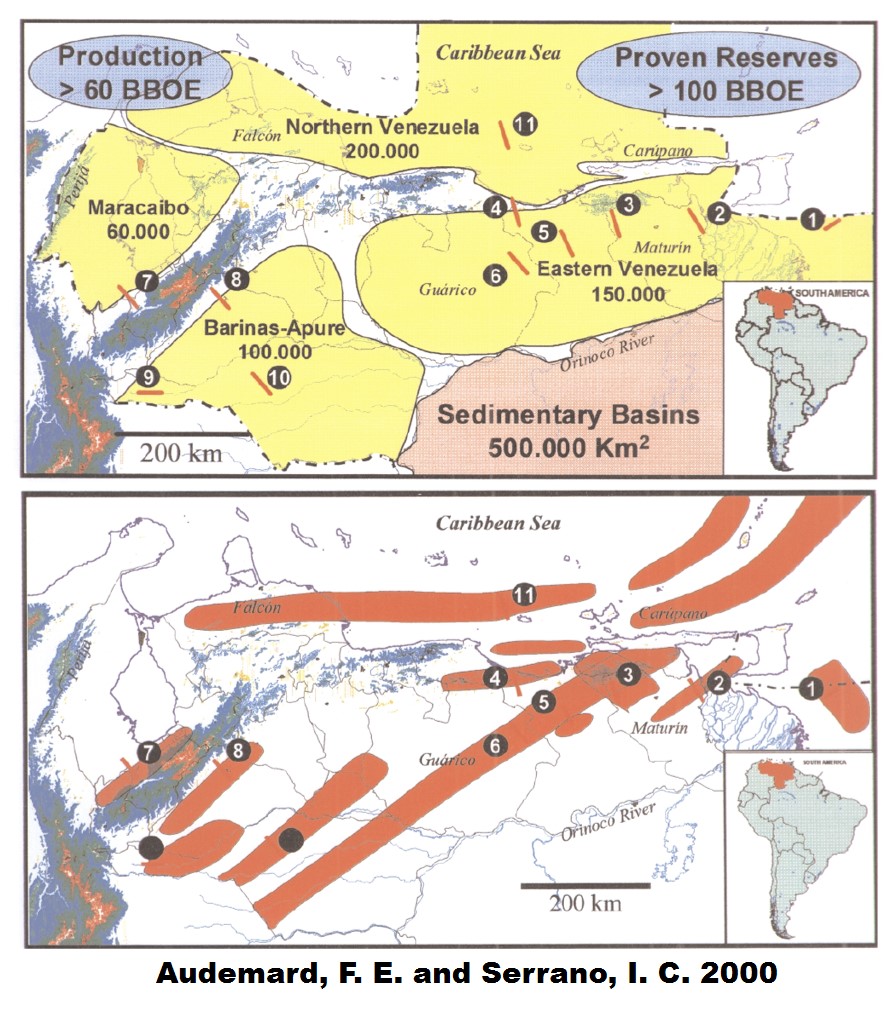 Production
> 60 BBOE
Caribbean Sea
Proven Reserves
> 100 BBOE
Falcón
Northern Venezuela
200.000
11
Carúpano
Perijá
Maracaibo
60.000
4
3
2
1
5
Maturín
7
8
6
Guárico
Eastern Venezuela
150.000
Barinas-Apure
100.000
9
10
Orinoco River
SOUTH AMERICA
Sedimentary Basins
500.000 Km²
200 km
Caribbean Sea
Falcón
11
Carúpano
Perijá
4
3
2
1
5
Maturín
7
8
6
Guárico
Orinoco River
SOUTH AMERICA
200 km
Audemard, F. E. and Serrano, I. C. 2000